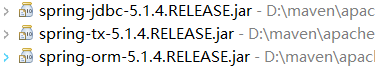 spring-jdbc-5.1.4.RELEASE.jar - D:\maven\apac
spring-tx-5.1.4.RELEASE.jar - D:\maven\apache
spring-orm-5.1.4.RELEASE.jar - D:\maven\apac